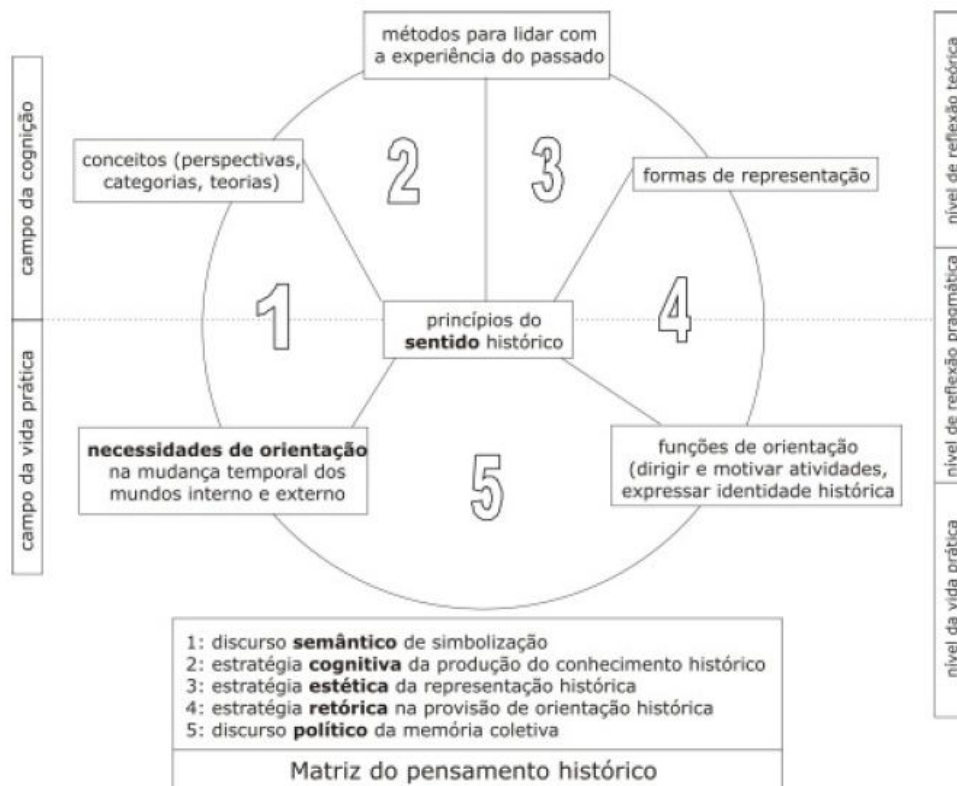 métodos para lidar com
a experiência do passado
campo da cognição
nível de reflexão teórica
2
3
conceitos (perspectivas,
categorias, teorias)
formas de representação
1
4
princípios do
sentido histórico
campo da vida prática
nível de reflexão pragmática
necessidades de orientação
na mudança temporal dos
mundos interno e externo
5
funções de orientação
(dirigir e motivar atividades,
expressar identidade histórica
nível da vida prática
1: discurso semântico de simbolização
2: estratégia cognitiva da produção do conhecimento histórico
3: estratégia estética da representação histórica
4: estratégia retórica na provisão de orientação histórica
5: discurso político da memória coletiva
Matriz do pensamento histórico